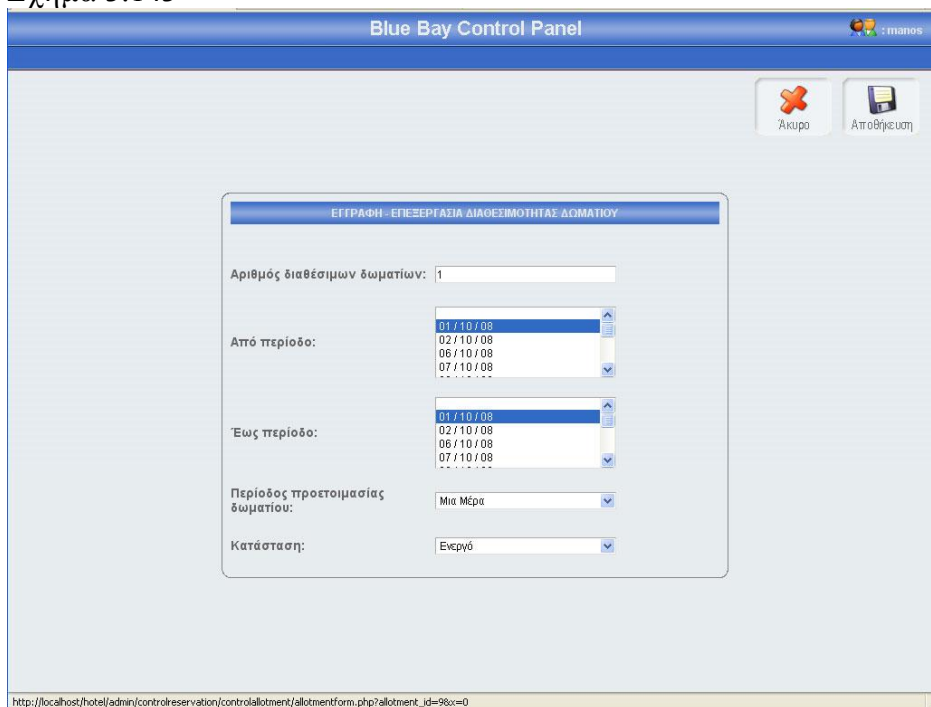 Blue Bay Control Panel
: manos
Άκυρο
Αποθήκευση
ΕΓΓΡΑΦΗ - ΕΠΕΞΕΡΓΑΣΙΑ ΔΙΑΘΕΣΙΜΟΤΗΤΑΣ ΔΩΜΑΤΙΟΥ
Αριθμός διαθέσιμων δωματίων: 1
Από περίοδο:
01 / 10 / 08
02 / 10 / 08
06 / 10 / 08
07 / 10 / 08
Έως περίοδο:
01 / 10 / 08
02 / 10 / 08
06 / 10 / 08
07 / 10 / 08
Περίοδος προετοιμασίας
δωματίου:
Μια Μέρα
Κατάσταση:
Ενεργό
http://localhost/hotel/admin/controlreservation/controlallotment/allotmentform.php?allotment_id=9&x=0